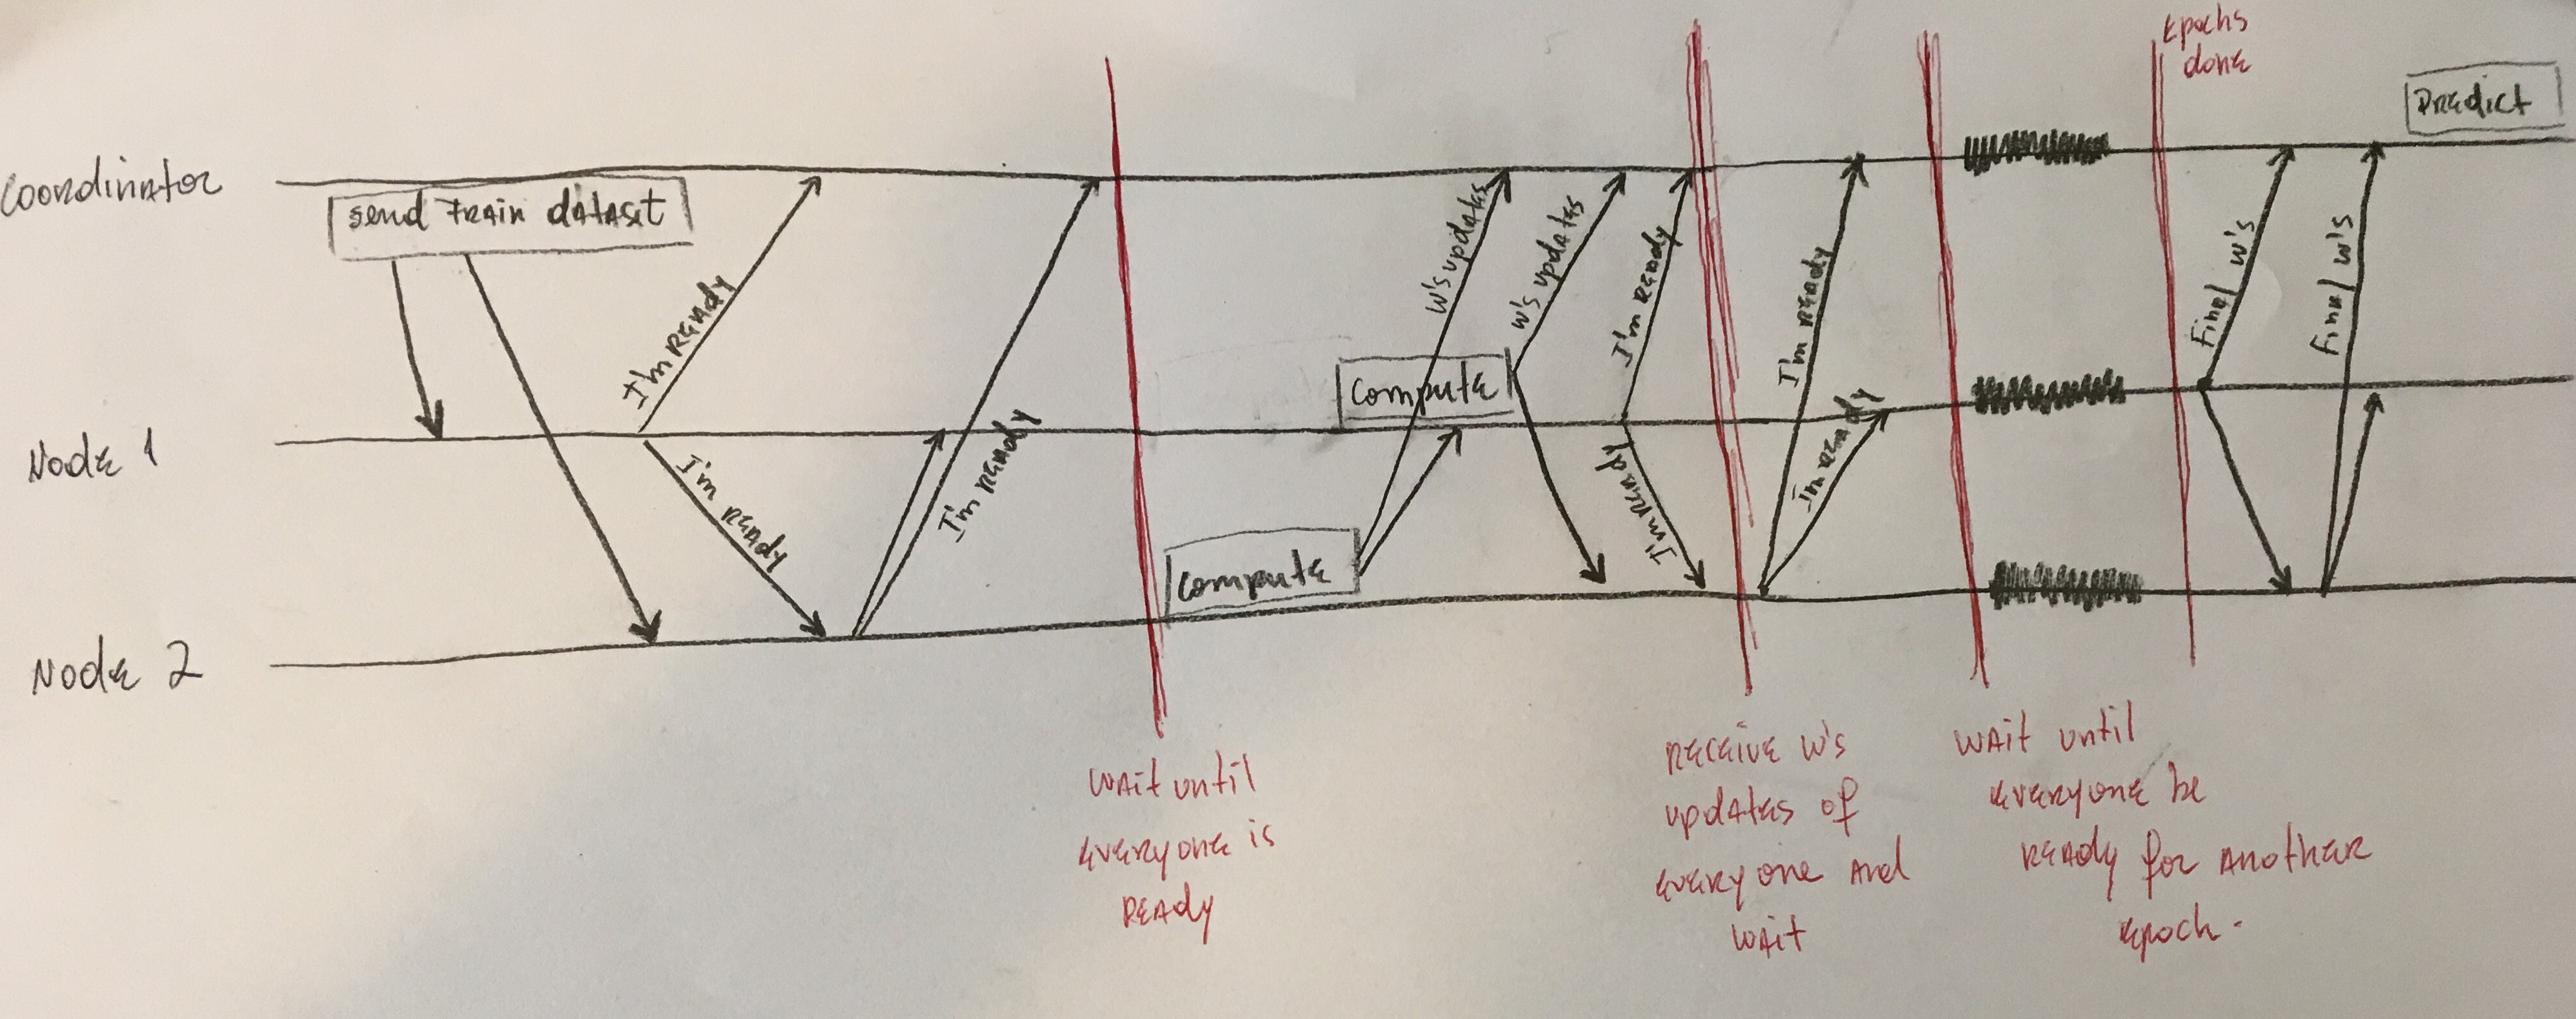 Epochs
done
Predict
Coordinator
send train dataset
I'm ready
I'm ready
I'm ready
W's updates
W's updates
I'm ready
I'm ready
I'm ready
I'm ready
Final W's
Final W's
Compute
Node 1
Compute
Node 2
wait until
everyone is
ready
receive w's
updates of
everyone and
wait
wait until
everyone be
ready for another
epoch.